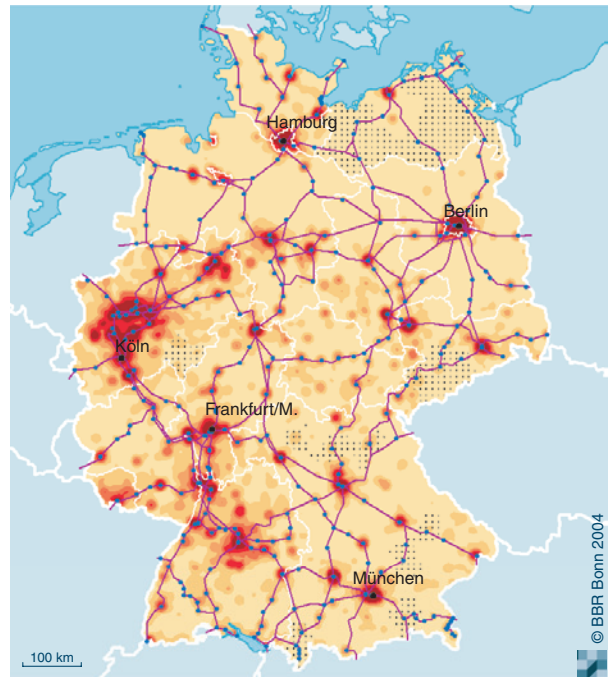 Hamburg
Berlin
Köln
Frankfurt/M.
München
100 km
© BBR Bonn 2004